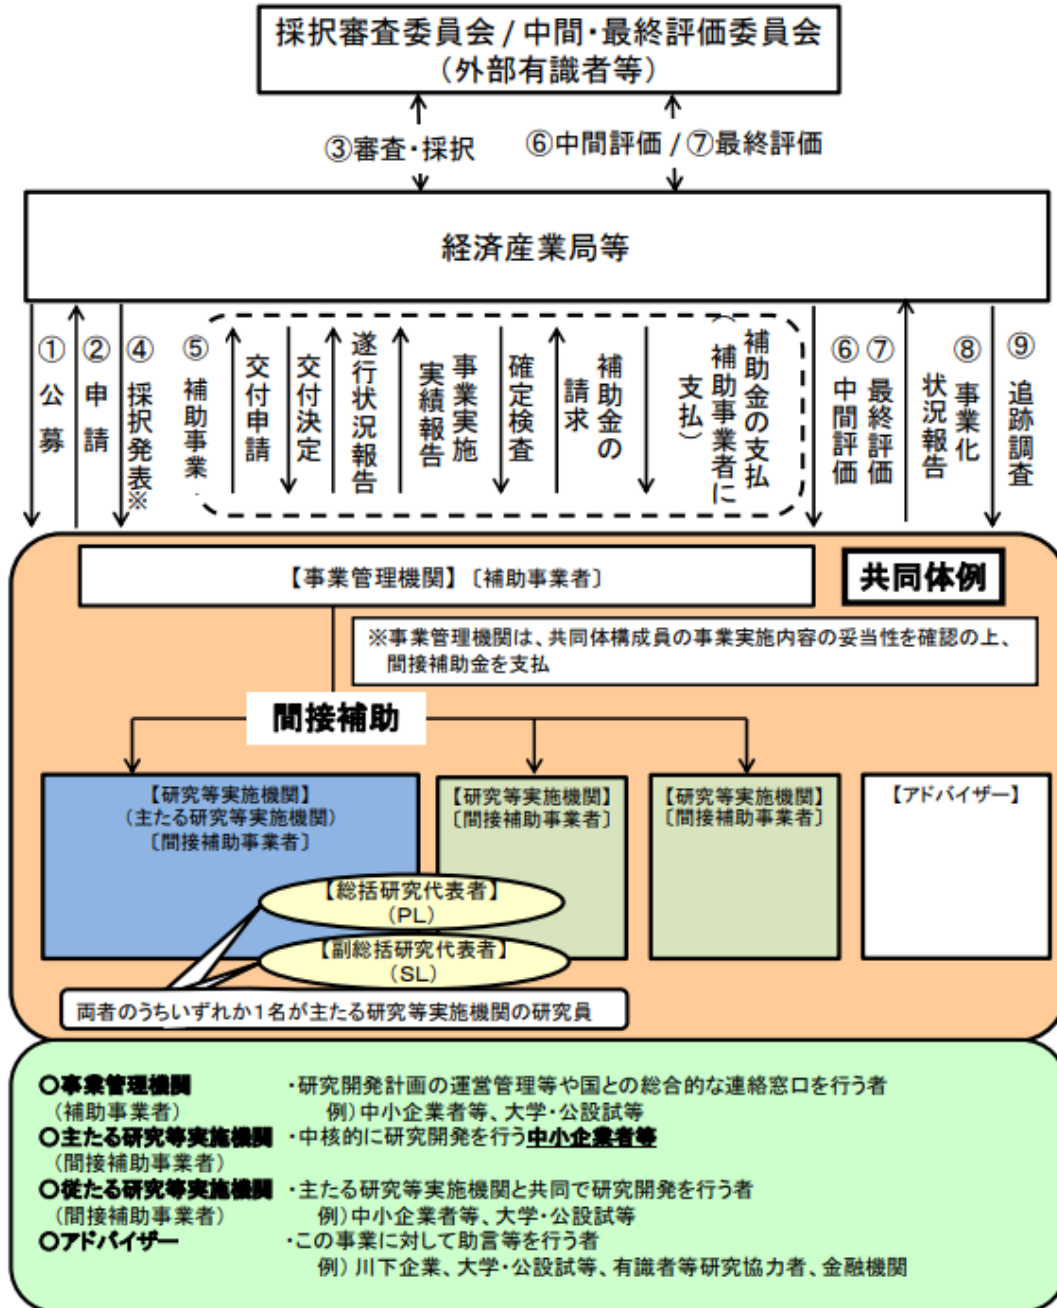 採択審査委員会 / 中間・最終評価委員会
（外部有識者等）
③審査・採択
⑥中間評価 / ⑦最終評価
経済産業局等
①公募
②申請
④採択発表※
⑤補助事業
交付申請
交付決定
遂行状況報告
事業実施
実績報告
確定検査
補助金の
請求
補助金の支払
（補助事業者に
支払）
⑥中間評価
⑦最終評価
⑧事業化
状況報告
⑨追跡調査
【事業管理機関】〔補助事業者〕
共同体例
※事業管理機関は、共同体構成員の事業実施内容の妥当性を確認の上、
間接補助金を支払
間接補助
【研究等実施機関】
（主たる研究等実施機関）
〔間接補助事業者〕
【研究等実施機関】
〔間接補助事業者〕
【研究等実施機関】
〔間接補助事業者〕
【アドバイザー】
【総括研究代表者】
（PL）
【副総括研究代表者】
（SL）
両者のうちいずれか１名が主たる研究等実施機関の研究員
○事業管理機関 ・研究開発計画の運営管理等や国との総合的な連絡窓口を行う者
（補助事業者） 例）中小企業者等、大学・公設試等
○主たる研究等実施機関 ・中核的に研究開発を行う中小企業者等
（間接補助事業者）
○従たる研究等実施機関 ・主たる研究等実施機関と共同で研究開発を行う者
（間接補助事業者） 例）中小企業者等、大学・公設試等
○アドバイザー ・この事業に対して助言等を行う者
例）川下企業、大学・公設試等、有識者等研究協力者、金融機関